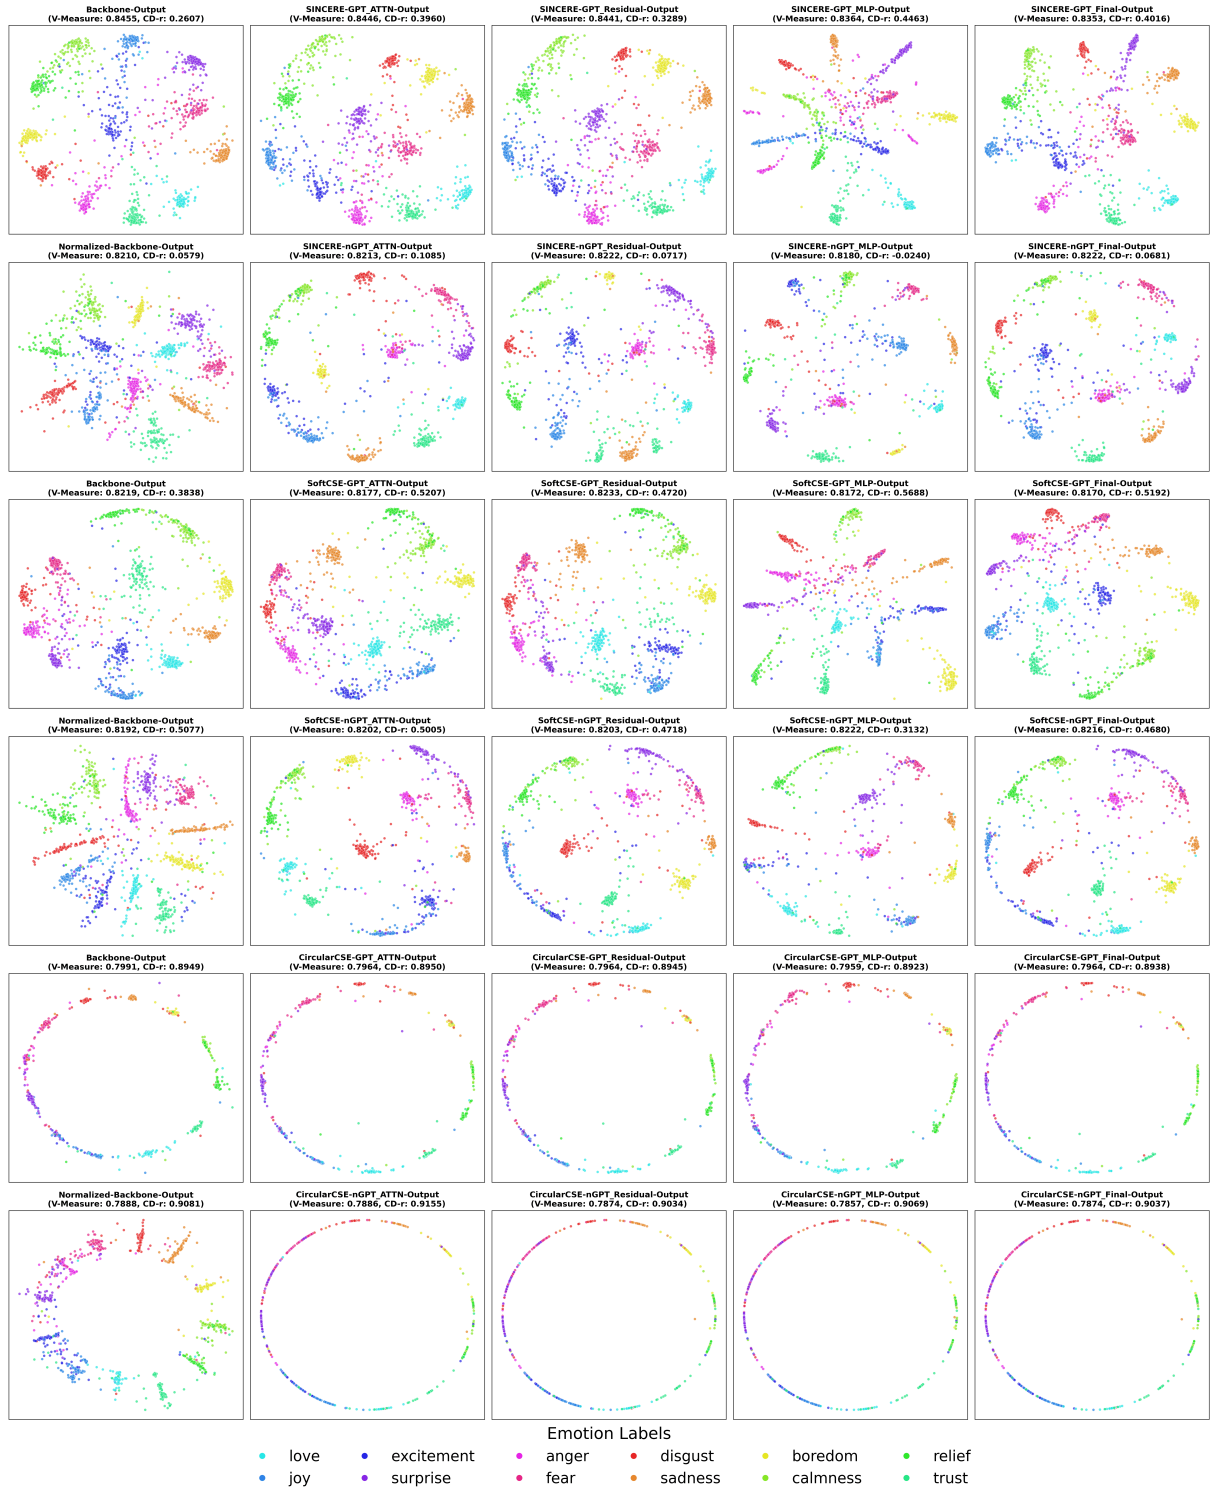 Backbone-Output
(V-Measure: 0.8455, CD-r: 0.2607)
SINCERE-GPT_ATTN-Output
(V-Measure: 0.8446, CD-r: 0.3960)
SINCERE-GPT_Residual-Output
(V-Measure: 0.8441, CD-r: 0.3289)
SINCERE-GPT_MLP-Output
(V-Measure: 0.8364, CD-r: 0.4463)
SINCERE-GPT_Final-Output
(V-Measure: 0.8353, CD-r: 0.4016)
Normalized-Backbone-Output
(V-Measure: 0.8210, CD-r: 0.0579)
SINCERE-nGPT_ATTN-Output
(V-Measure: 0.8213, CD-r: 0.1085)
SINCERE-nGPT_Residual-Output
(V-Measure: 0.8222, CD-r: 0.0717)
SINCERE-nGPT_MLP-Output
(V-Measure: 0.8180, CD-r: -0.0240)
SINCERE-nGPT_Final-Output
(V-Measure: 0.8222, CD-r: 0.0681)
Backbone-Output
(V-Measure: 0.8219, CD-r: 0.3838)
SoftCSE-GPT_ATTN-Output
(V-Measure: 0.8177, CD-r: 0.5207)
SoftCSE-GPT_Residual-Output
(V-Measure: 0.8233, CD-r: 0.4720)
SoftCSE-GPT_MLP-Output
(V-Measure: 0.8172, CD-r: 0.5688)
SoftCSE-GPT_Final-Output
(V-Measure: 0.8170, CD-r: 0.5192)
Normalized-Backbone-Output
(V-Measure: 0.8192, CD-r: 0.5077)
SoftCSE-nGPT_ATTN-Output
(V-Measure: 0.8202, CD-r: 0.5005)
SoftCSE-nGPT_Residual-Output
(V-Measure: 0.8203, CD-r: 0.4718)
SoftCSE-nGPT_MLP-Output
(V-Measure: 0.8222, CD-r: 0.3132)
SoftCSE-nGPT_Final-Output
(V-Measure: 0.8216, CD-r: 0.4680)
Backbone-Output
(V-Measure: 0.7991, CD-r: 0.8949)
CircularCSE-GPT_ATTN-Output
(V-Measure: 0.7964, CD-r: 0.8950)
CircularCSE-GPT_Residual-Output
(V-Measure: 0.7964, CD-r: 0.8945)
CircularCSE-GPT_MLP-Output
(V-Measure: 0.7959, CD-r: 0.8923)
CircularCSE-GPT_Final-Output
(V-Measure: 0.7964, CD-r: 0.8938)
Normalized-Backbone-Output
(V-Measure: 0.7888, CD-r: 0.9081)
CircularCSE-nGPT_ATTN-Output
(V-Measure: 0.7886, CD-r: 0.9155)
CircularCSE-nGPT_Residual-Output
(V-Measure: 0.7874, CD-r: 0.9034)
CircularCSE-nGPT_MLP-Output
(V-Measure: 0.7857, CD-r: 0.9069)
CircularCSE-nGPT_Final-Output
(V-Measure: 0.7874, CD-r: 0.9037)
Emotion Labels
love excitement anger disgust boredom relief
joy surprise fear sadness calmness trust